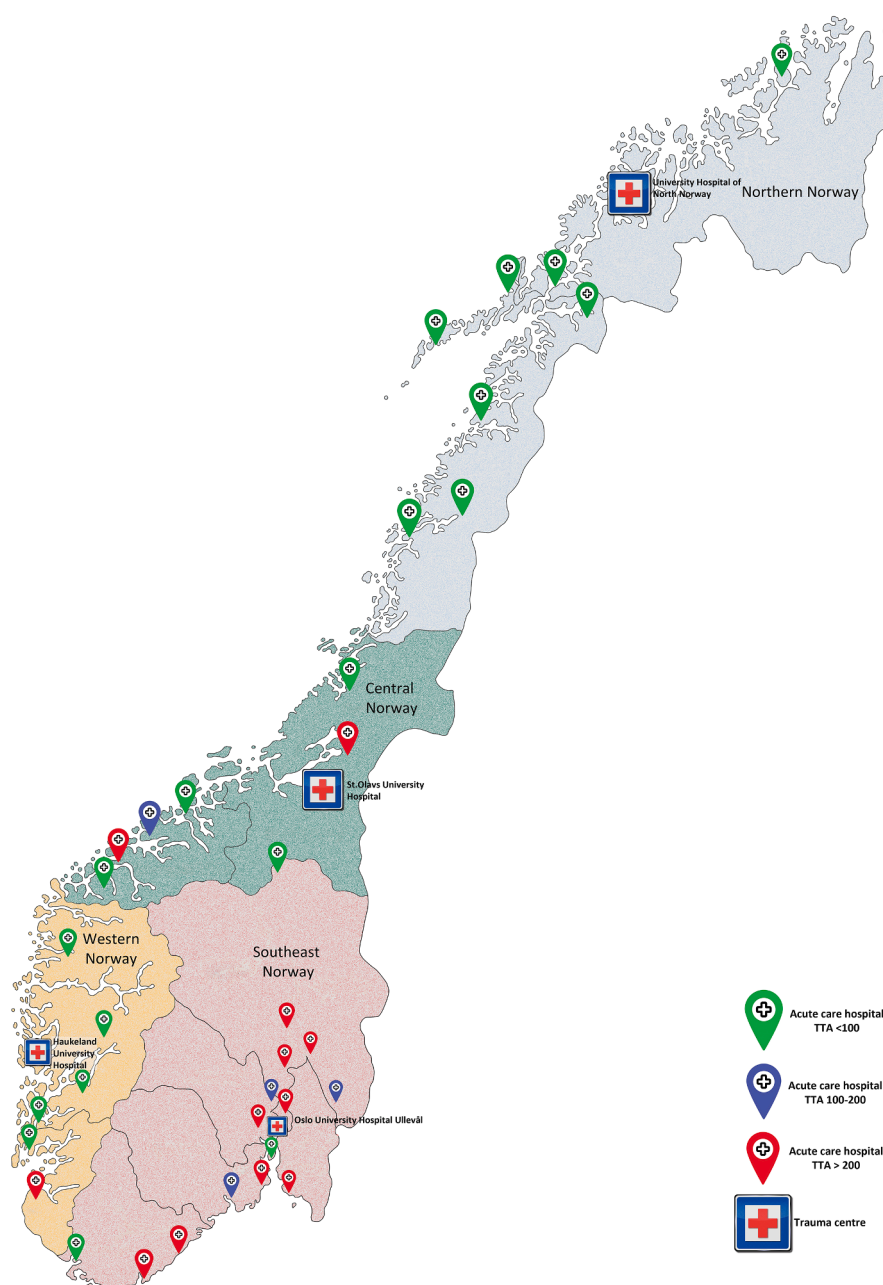 University Hospital of
North Norway
Northern Norway
Central
Norway
St.Olavs University
Hospital
Western
Norway
Southeast
Norway
Haukeland
University
Hospital
Oslo University Hospital Ullevål
Acute care hospital
TTA <100
Acute care hospital
TTA 100-200
Acute care hospital
TTA > 200
Trauma centre